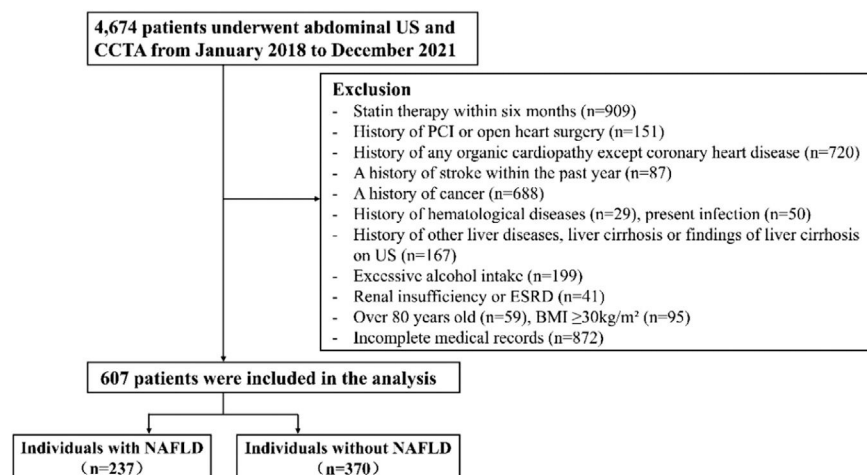 4,674 patients underwent abdominal US and
CCTA from January 2018 to December 2021
Exclusion
- Statin therapy within six months (n=909)
- History of PCI or open heart surgery (n=151)
- History of any organic cardiopathy except coronary heart disease (n=720)
- A history of stroke within the past year (n=87)
- A history of cancer (n=688)
- History of hematological diseases (n=29), present infection (n=50)
- History of other liver diseases, liver cirrhosis or findings of liver cirrhosis
on US (n=167)
- Excessive alcohol intake (n=199)
- Renal insufficiency or ESRD (n=41)
- Over 80 years old (n=59), BMI ≥30kg/m² (n=95)
- Incomplete medical records (n=872)
607 patients were included in the analysis
Individuals with NAFLD
（n=237）
Individuals without NAFLD
（n=370）